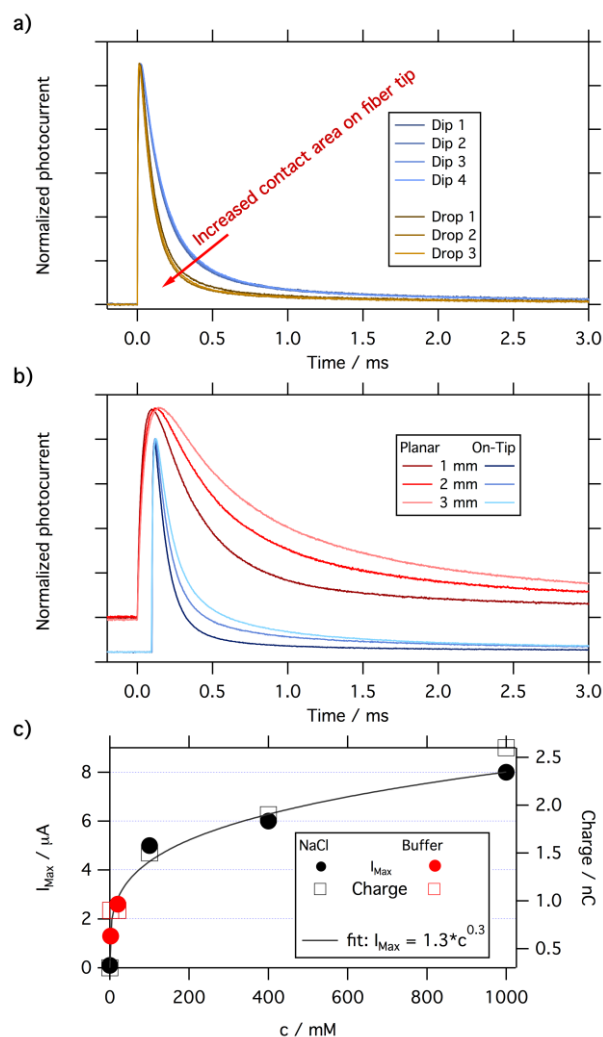 a)
Normalized photocurrent
Increased contact area on fiber tip
Dip 1
Dip 2
Dip 3
Dip 4
Drop 1
Drop 2
Drop 3
0.0 0.5 1.0 1.5 2.0 2.5 3.0
Time / ms
b)
Normalized photocurrent
Planar On-Tip
1 mm
2 mm
3 mm
0.0 0.5 1.0 1.5 2.0 2.5 3.0
Time / ms
c)
I_Max / µA
8
6
4
2
0
NaCl Buffer
I_Max
Charge
fit: I_Max = 1.3*c^0.3
2.5
2.0
1.5
1.0
0.5
Charge / nC
0 200 400 600 800 1000
c / mM